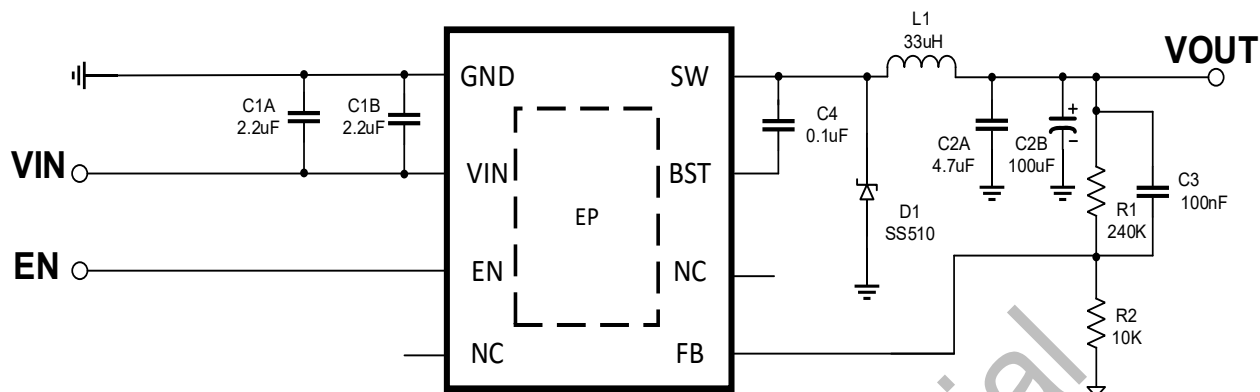 L1
33uH
VOUT
GND
SW
C1A
2.2uF
C1B
2.2uF
C4
0.1uF
C2A
4.7uF
C2B
100uF
+
−
VIN
VIN
BST
C3
100nF
R1
240K
EP
D1
SS510
EN
EN
NC
R2
10K
NC
FB
ial